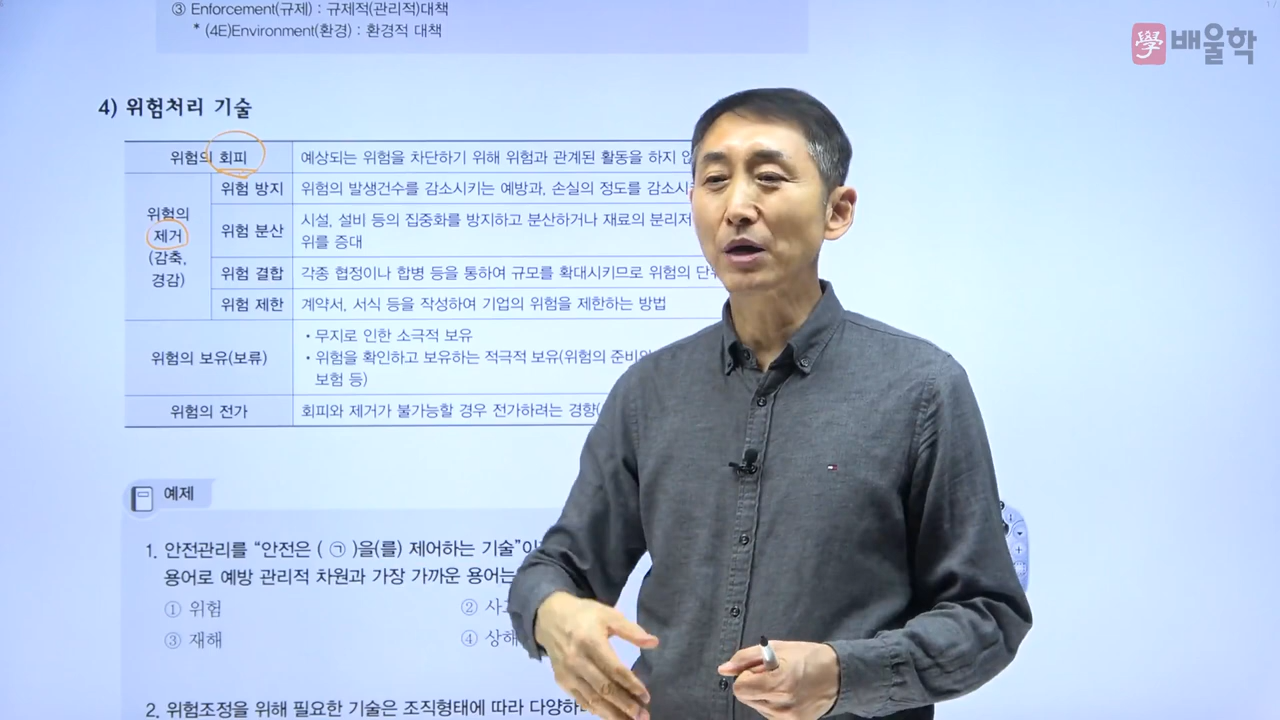 ③ Enforcement(규제) : 규제적(관리적)대책
* (4E)Environment(환경) : 환경적 대책
學 배울학
4) 위험처리 기술
위험의 회피
예상되는 위험을 차단하기 위해 위험과 관계된 활동을 하지
위험의
제거
(감축,
경감)
위험 방지
위험의 발생건수를 감소시키는 예방과, 손실의 정도를
위험 분산
시설, 설비 등의 집중화를 방지하고 분산하거나 재료의
위를 증대
위험 결합
각종 협정이나 합병 등을 통하여 규모를 확대시키므로 위험의
위험 제한
계약서, 서식 등을 작성하여 기업의 위험을 제한하는 방법
위험의 보유(보류)
• 무지로 인한 소극적 보유
• 위험을 확인하고 보유하는 적극적 보유(위험의
보험 등)
위험의 전가
회피와 제거가 불가능할 경우 전가하려는 경향
예제
1. 안전관리를 “안전은 ( ㉠ )을(를) 제어하는 기술”
용어로 예방 관리적 차원과 가장 가까운 용어는
① 위험
②
③ 재해
④ 상해
2. 위험조정을 위해 필요한 기술은 조직형태에 따라